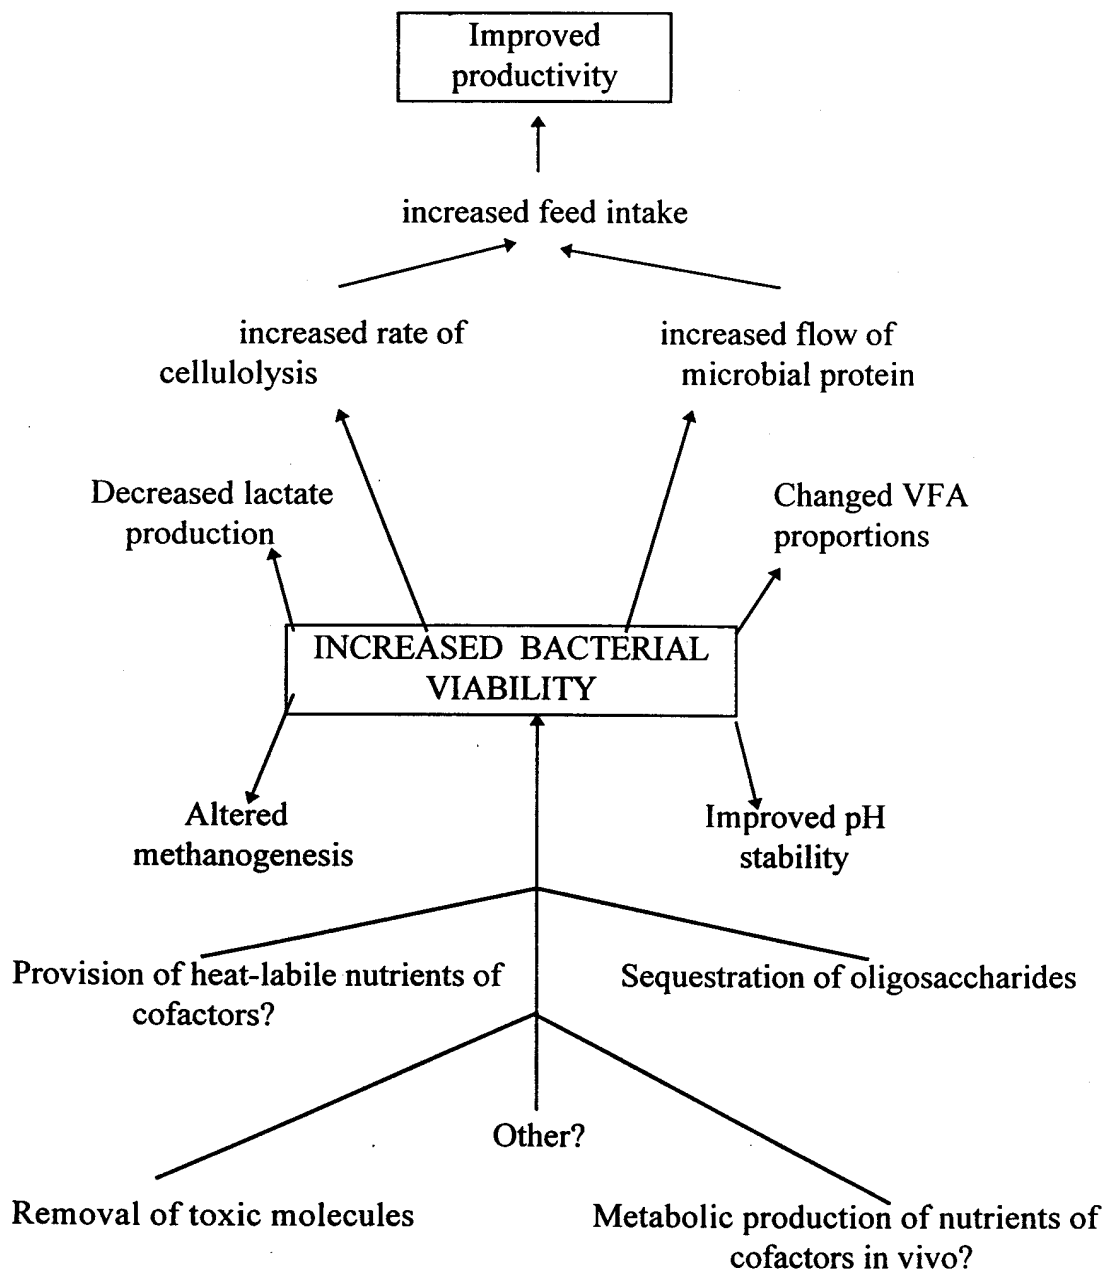 Improved
productivity
increased feed intake
increased rate of
cellulolysis
increased flow of
microbial protein
Decreased lactate
production
Changed VFA
proportions
INCREASED BACTERIAL
VIABILITY
Altered
methanogenesis
Improved pH
stability
Provision of heat-labile nutrients of
cofactors?
Sequestration of oligosaccharides
Other?
Removal of toxic molecules
Metabolic production of nutrients of
cofactors in vivo?